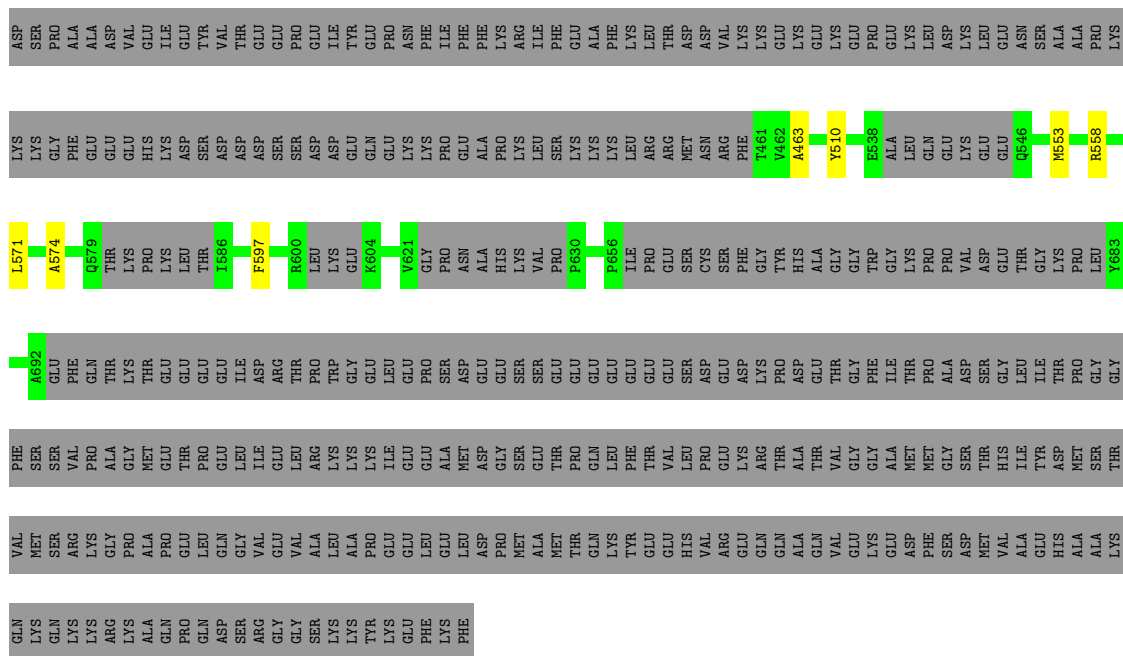 ASP SER PRO ALA ALA ASP VAL GLU ILE GLU TYR VAL THR GLU GLU PRO GLU ILE TYR GLU PRO ASN PHE ILE PHE PHE LYS ARG ILE PHE GLU ALA PHE LYS LEU THR ASP ASP VAL LYS LYS GLU LYS GLU LYS GLU PRO GLU LYS LEU ASP LYS LEU GLU ASN SER ALA ALA PRO LYS
LYS LYS GLY PHE GLU GLU GLU HIS LYS ASP SER ASP ASP ASP SER SER ASP ASP GLU GLN GLU LYS LYS PRO GLU ALA PRO LYS LEU SER LYS LYS LYS LEU ARG ARG MET ASN ARG PHE T461 V462 A463 Y510 E538 ALA LEU GLN GLU LYS GLU GLU Q546 M553 R558
L571 A574 Q579 THR LYS PRO LEU THR I586 F597 R600 LEU LYS GLU K604 V621 GLY PRO ASN ALA HIS LYS VAL PRO P630 P656 ILE PRO GLU SER CYS SER PHE GLY TYR HIS ALA GLY GLY TRP GLY LYS PRO PRO VAL ASP GLU THR GLY LYS PRO LEU Y683
A692 GLU PHE GLN THR LYS THR GLU GLU GLU GLU ILE ASP ARG THR PRO TRP GLY GLU LEU GLU PRO SER ASP GLU GLU SER SER GLU GLU GLU GLU GLU GLU GLU GLU SER ASP GLU ASP LYS PRO ASP GLU THR GLY PHE ILE THR PRO ALA ASP SER GLY LEU ILE THR PRO GLY GLY
PHE SER SER VAL PRO ALA GLY MET GLU THR PRO GLU LEU ILE GLU LEU ARG LYS LYS LYS ILE GLU GLU ALA MET ASP GLY SER GLU THR PRO GLN LEU PHE THR VAL LEU PRO GLU LYS ARG THR ALA THR VAL GLY GLY ALA MET MET GLY SER THR HIS ILE TYR ASP MET SER THR
VAL MET SER ARG LYS GLY PRO ALA PRO GLU LEU GLN GLY VAL GLU VAL ALA LEU ALA PRO GLU GLU LEU GLU LEU ASP PRO MET ALA MET THR GLN LYS TYR GLU GLU HIS VAL ARG GLU GLN GLN ALA GLN VAL GLU LYS GLU ASP PHE SER ASP MET VAL ALA GLU HIS ALA ALA LYS
GLN LYS GLN LYS LYS ARG LYS ALA GLN PRO GLN ASP SER ARG GLY GLY SER LYS LYS TYR LYS GLU PHE LYS PHE